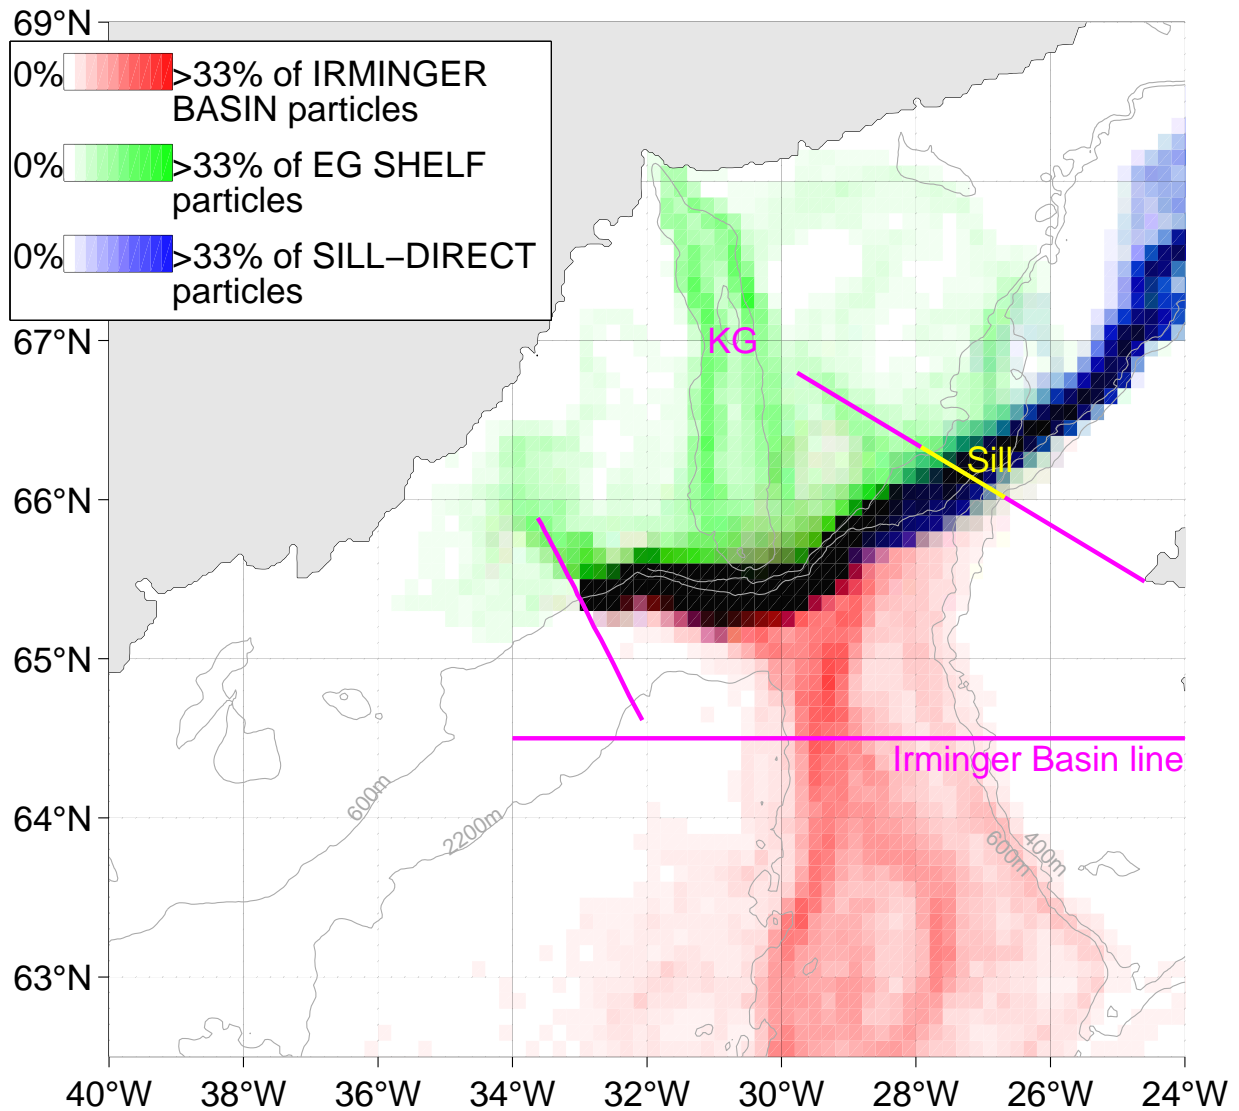 69°N
0% >33% of IRMINGER
BASIN particles
0% >33% of EG SHELF
particles
0% >33% of SILL−DIRECT
particles
67°N
KG
Sill
66°N
65°N
Irminger Basin line
64°N
600m
2200m
400m
600m
63°N
40°W 38°W 36°W 34°W 32°W 30°W 28°W 26°W 24°W